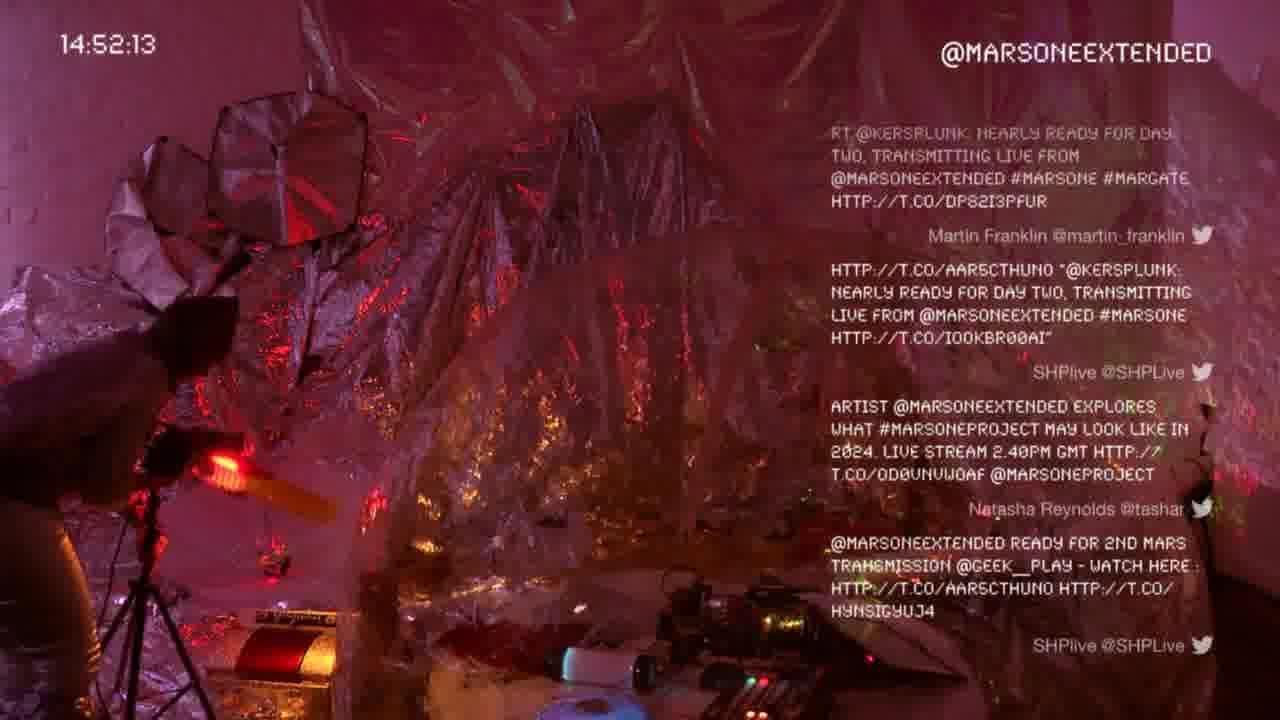 14:52:13
@MARSONEEXTENDED
RT @KERSPLUNK: NEARLY READY FOR DAY
TWO, TRANSMITTING LIVE FROM
@MARSONEEXTENDED #MARSONE #MARGATE
HTTP://T.CO/DP82I3PFUR
Martin Franklin @martin_franklin
HTTP://T.CO/AAR5CTHUNO "@KERSPLUNK:
NEARLY READY FOR DAY TWO, TRANSMITTING
LIVE FROM @MARSONEEXTENDED #MARSONE
HTTP://T.CO/IOOKBR00AI"
SHPlive @SHPLive
ARTIST @MARSONEEXTENDED EXPLORES
WHAT #MARSONEPROJECT MAY LOOK LIKE IN
2024. LIVE STREAM 2.40PM GMT HTTP://
T.CO/OD0VNVWOAF @MARSONEPROJECT
Natasha Reynolds @tashar
@MARSONEEXTENDED READY FOR 2ND MARS
TRANSMISSION @GEEK__PLAY - WATCH HERE :
HTTP://T.CO/AAR5CTHUNO HTTP://T.CO/
HYNSIGYUJ4
SHPlive @SHPLive